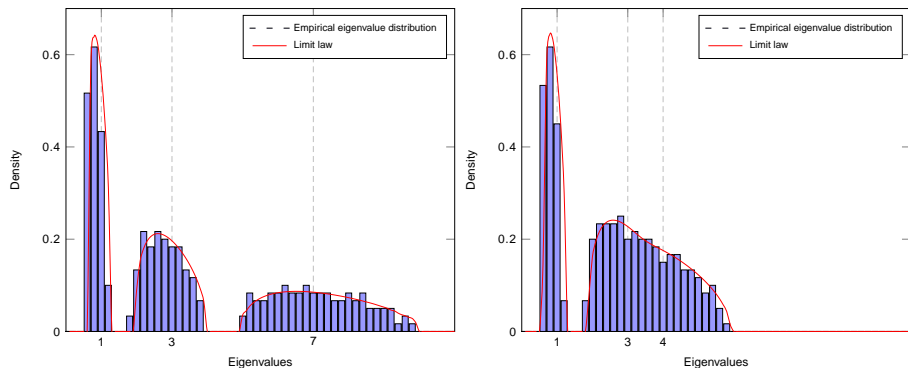 Empirical eigenvalue distribution
Limit law
0.6
0.4
0.2
0
Density
1
3
7
Eigenvalues
Empirical eigenvalue distribution
Limit law
0.6
0.4
0.2
0
Density
1
3
4
Eigenvalues